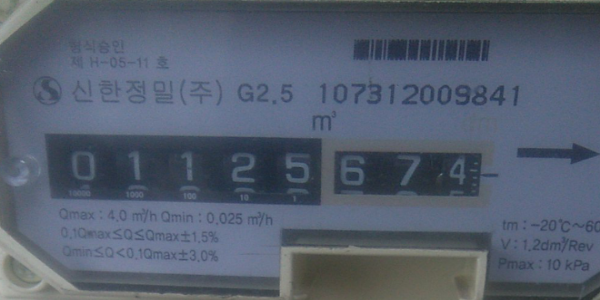 형식승인
제 H-05-11 호
신한정밀(주) G2.5 107312009841
m³
0 1 1 2 5 6 7 4
10000 1000 100 10 1
Qmax : 4.0 m³/h Qmin : 0.025 m³/h
0.1Qmax≤Q≤Qmax±1.5%
Qmin≤Q<0.1Qmax±3.0%
tm : -20℃~60
V : 1.2dm³/Rev
Pmax : 10 kPa